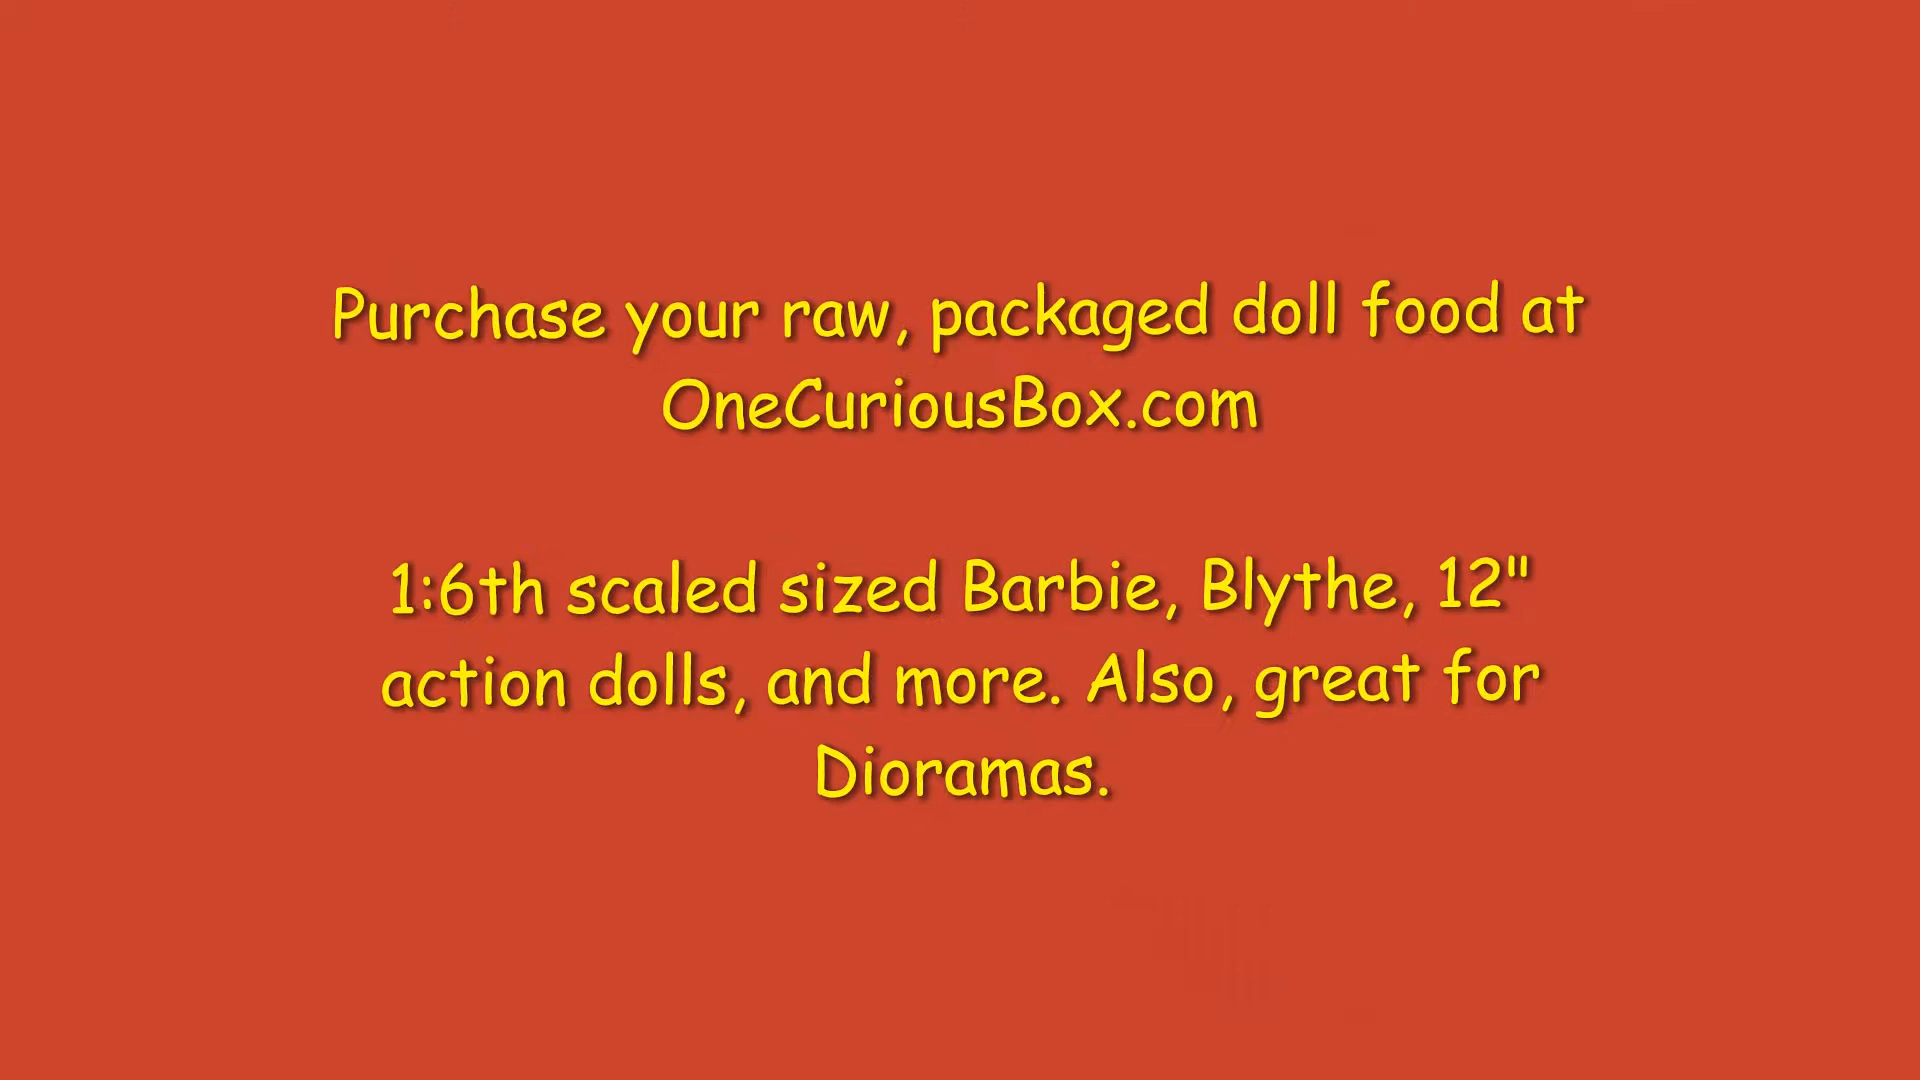 Purchase your raw, packaged doll food at
OneCuriousBox.com
1:6th scaled sized Barbie, Blythe, 12"
action dolls, and more. Also, great for
Dioramas.